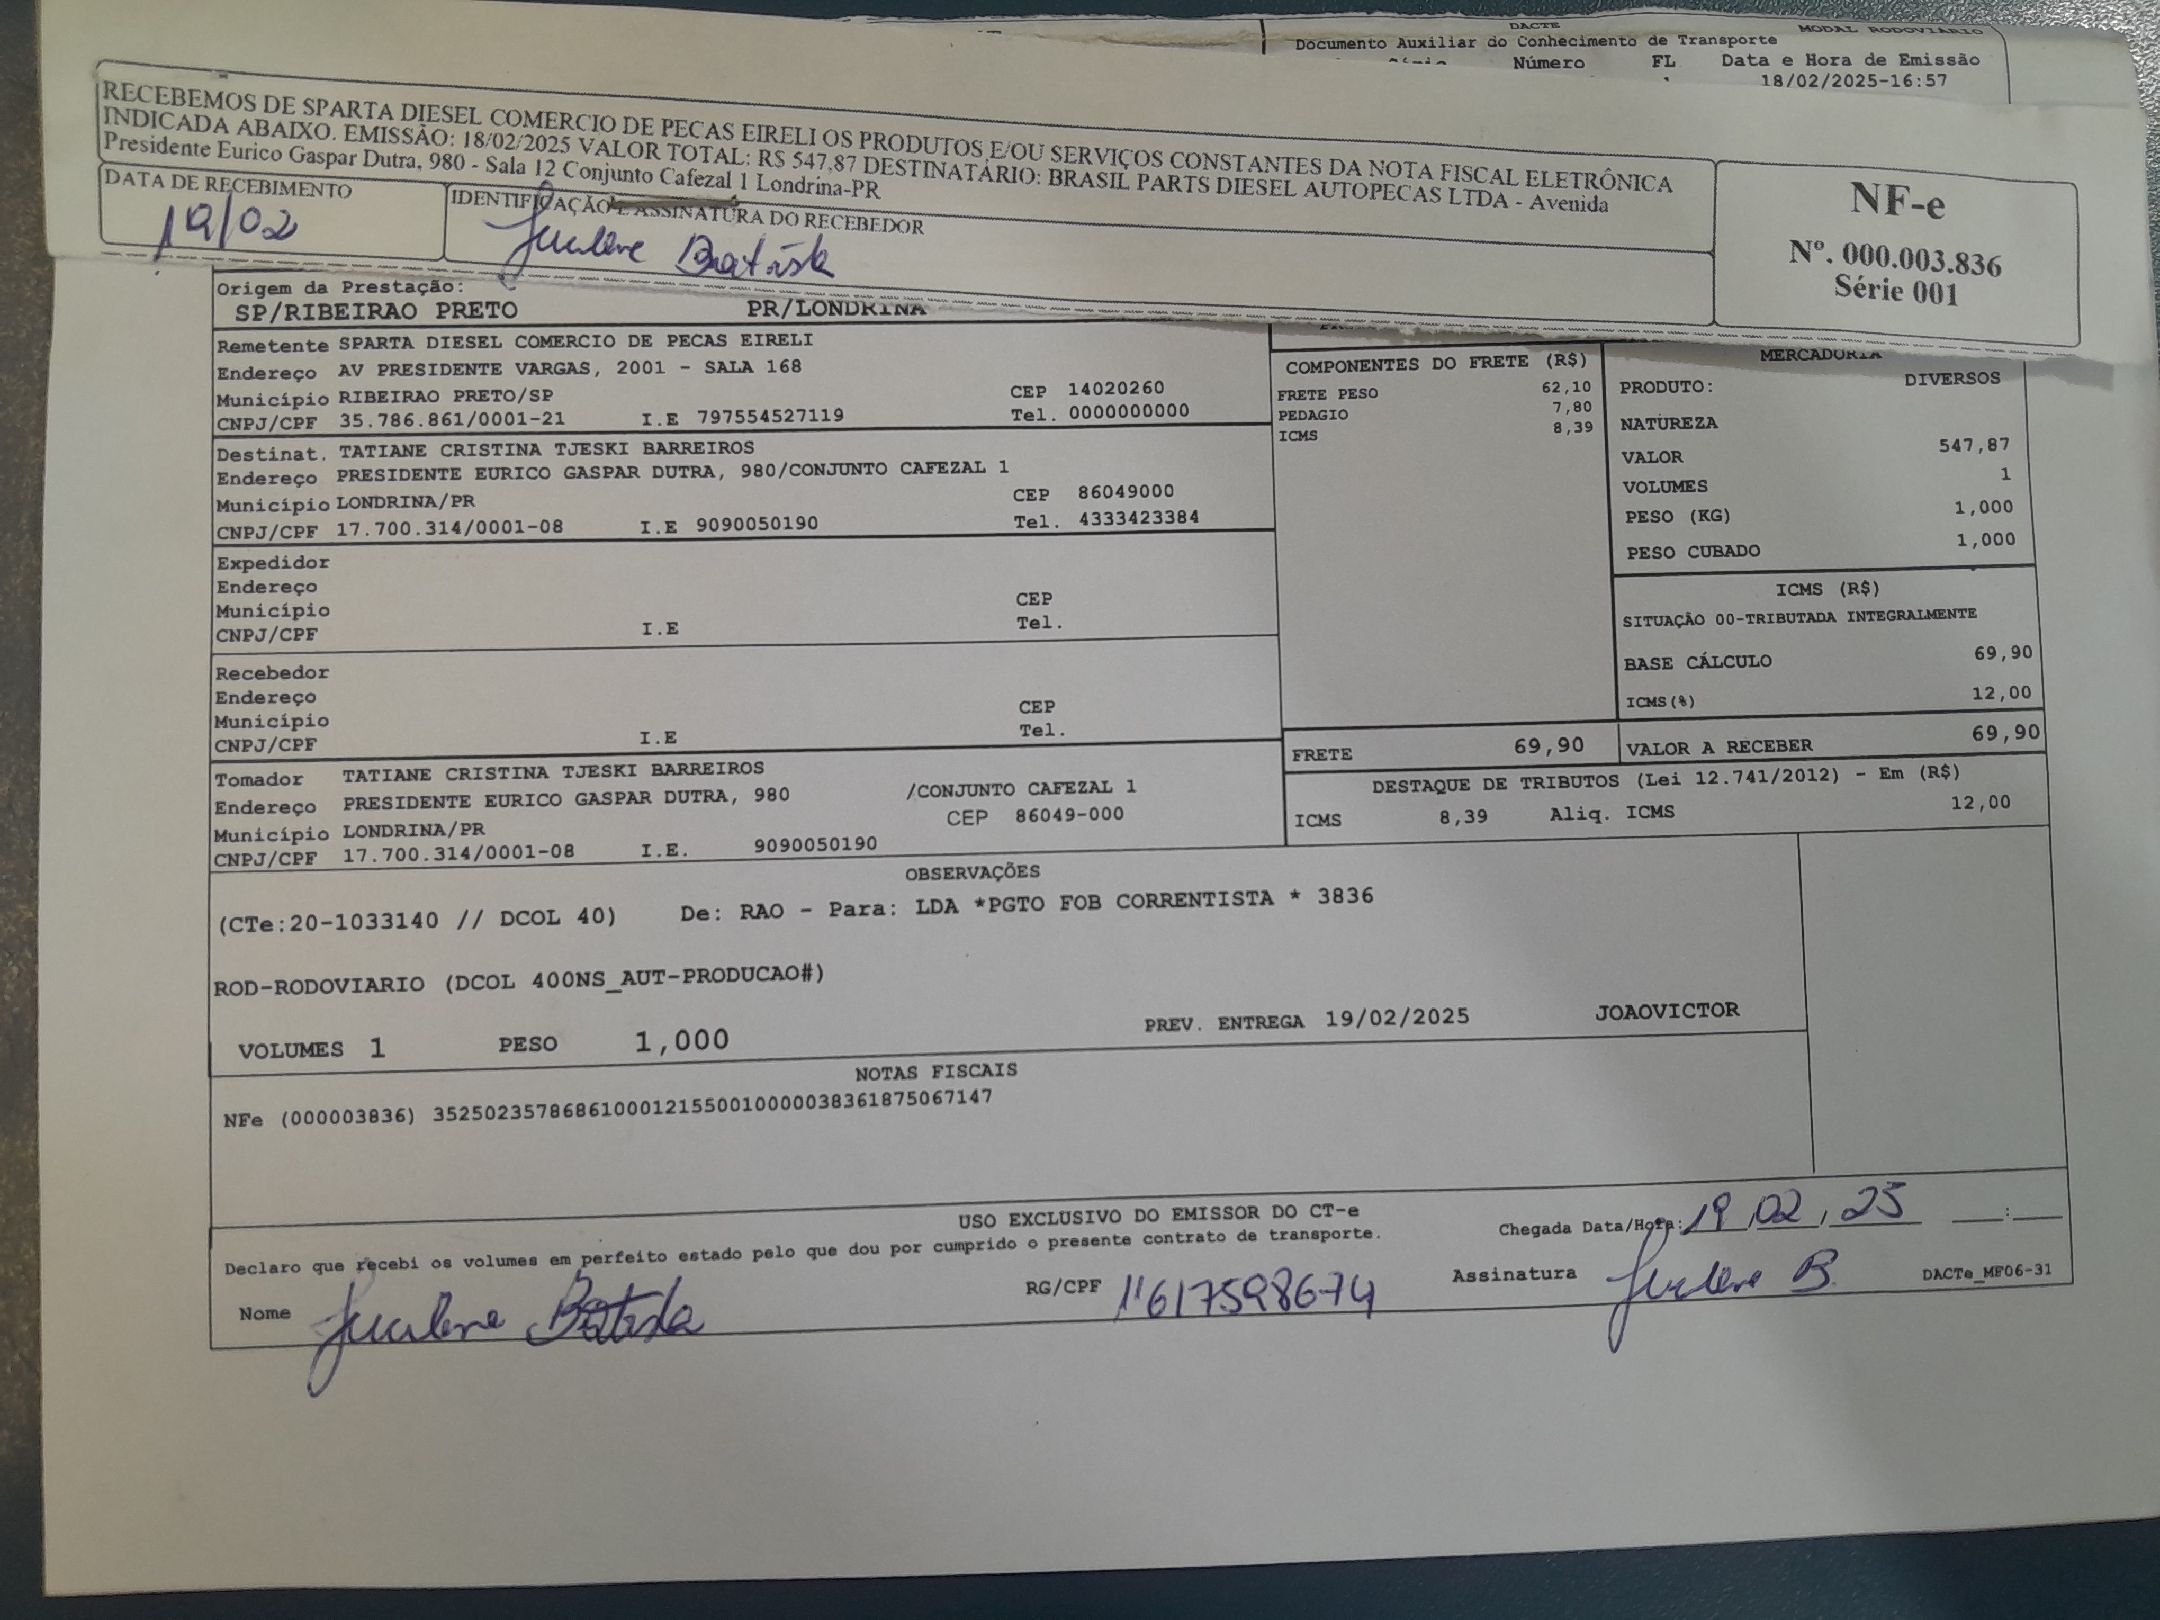 DACTE MODAL RODOVIARIO
Documento Auxiliar do Conhecimento de Transporte
Número FL Data e Hora de Emissão
18/02/2025-16:57
RECEBEMOS DE SPARTA DIESEL COMERCIO DE PECAS EIRELI OS PRODUTOS E/OU SERVIÇOS CONSTANTES DA NOTA FISCAL ELETRÔNICA
INDICADA ABAIXO. EMISSÃO: 18/02/2025 VALOR TOTAL: R$ 547,87 DESTINATÁRIO: BRASIL PARTS DIESEL AUTOPECAS LTDA - Avenida
Presidente Eurico Gaspar Dutra, 980 - Sala 12 Conjunto Cafezal 1 Londrina-PR
DATA DE RECEBIMENTO
19/02
IDENTIFICAÇÃO E ASSINATURA DO RECEBEDOR
Batista
NF-e
Nº. 000.003.836
Série 001
Origem da Prestação:
SP/RIBEIRAO PRETO PR/LONDRINA
Remetente SPARTA DIESEL COMERCIO DE PECAS EIRELI
Endereço AV PRESIDENTE VARGAS, 2001 - SALA 168
Município RIBEIRAO PRETO/SP CEP 14020260
CNPJ/CPF 35.786.861/0001-21 I.E 797554527119 Tel. 0000000000
Destinat. TATIANE CRISTINA TJESKI BARREIROS
Endereço PRESIDENTE EURICO GASPAR DUTRA, 980/CONJUNTO CAFEZAL 1
Município LONDRINA/PR CEP 86049000
CNPJ/CPF 17.700.314/0001-08 I.E 9090050190 Tel. 4333423384
Expedidor
Endereço
Município CEP
CNPJ/CPF I.E Tel.
Recebedor
Endereço
Município CEP
CNPJ/CPF I.E Tel.
Tomador TATIANE CRISTINA TJESKI BARREIROS
Endereço PRESIDENTE EURICO GASPAR DUTRA, 980 /CONJUNTO CAFEZAL 1
Município LONDRINA/PR CEP 86049-000
CNPJ/CPF 17.700.314/0001-08 I.E. 9090050190
COMPONENTES DO FRETE (R$)
FRETE PESO 62,10
PEDAGIO 7,80
ICMS 8,39
MERCADORIA
PRODUTO: DIVERSOS
NATUREZA
VALOR 547,87
VOLUMES 1
PESO (KG) 1,000
PESO CUBADO 1,000
ICMS (R$)
SITUAÇÃO 00-TRIBUTADA INTEGRALMENTE
BASE CÁLCULO 69,90
ICMS(%) 12,00
FRETE 69,90 VALOR A RECEBER 69,90
DESTAQUE DE TRIBUTOS (Lei 12.741/2012) - Em (R$)
ICMS 8,39 Aliq. ICMS 12,00
OBSERVAÇÕES
(CTe:20-1033140 // DCOL 40) De: RAO - Para: LDA *PGTO FOB CORRENTISTA * 3836
ROD-RODOVIARIO (DCOL 400NS_AUT-PRODUCAO#)
VOLUMES 1 PESO 1,000 PREV. ENTREGA 19/02/2025 JOAOVICTOR
NOTAS FISCAIS
NFe (000003836) 35250235786861000121550010000038361875067147
USO EXCLUSIVO DO EMISSOR DO CT-e
Declaro que recebi os volumes em perfeito estado pelo que dou por cumprido o presente contrato de transporte.
Chegada Data/Hora: 19/02/25 __:__
Nome Batista RG/CPF 11617598674 Assinatura B. DACTe_MF06-31